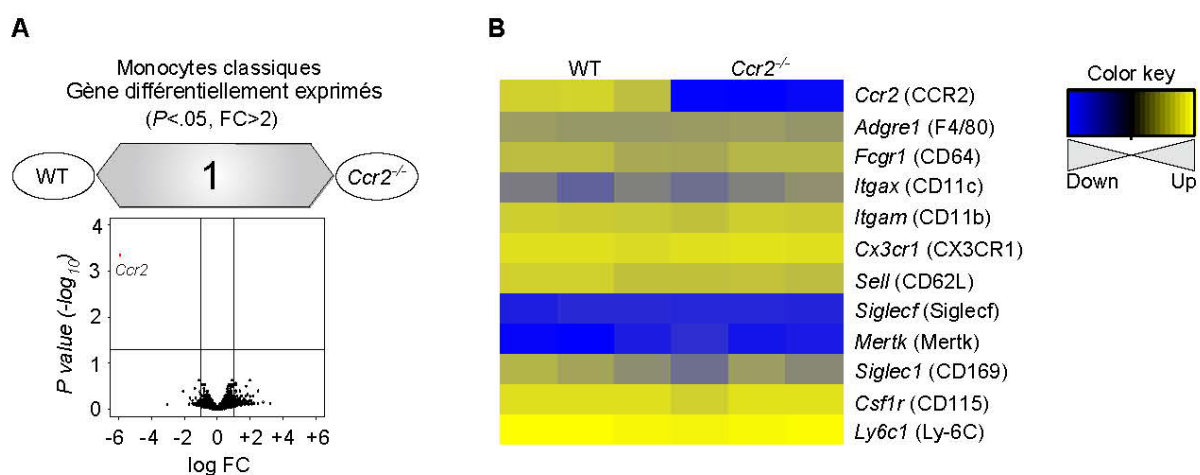 A
Monocytes classiques
Gène différentiellement exprimés
(P<.05, FC>2)
WT
1
Ccr2-/-
4
3
2
1
0
P value (-log10)
Ccr2
-6 -4 -2 0 +2 +4 +6
log FC
B
WT Ccr2-/-
Ccr2 (CCR2)
Adgre1 (F4/80)
Fcgr1 (CD64)
Itgax (CD11c)
Itgam (CD11b)
Cx3cr1 (CX3CR1)
Sell (CD62L)
Siglecf (Siglecf)
Mertk (Mertk)
Siglec1 (CD169)
Csf1r (CD115)
Ly6c1 (Ly-6C)
Color key
Down Up